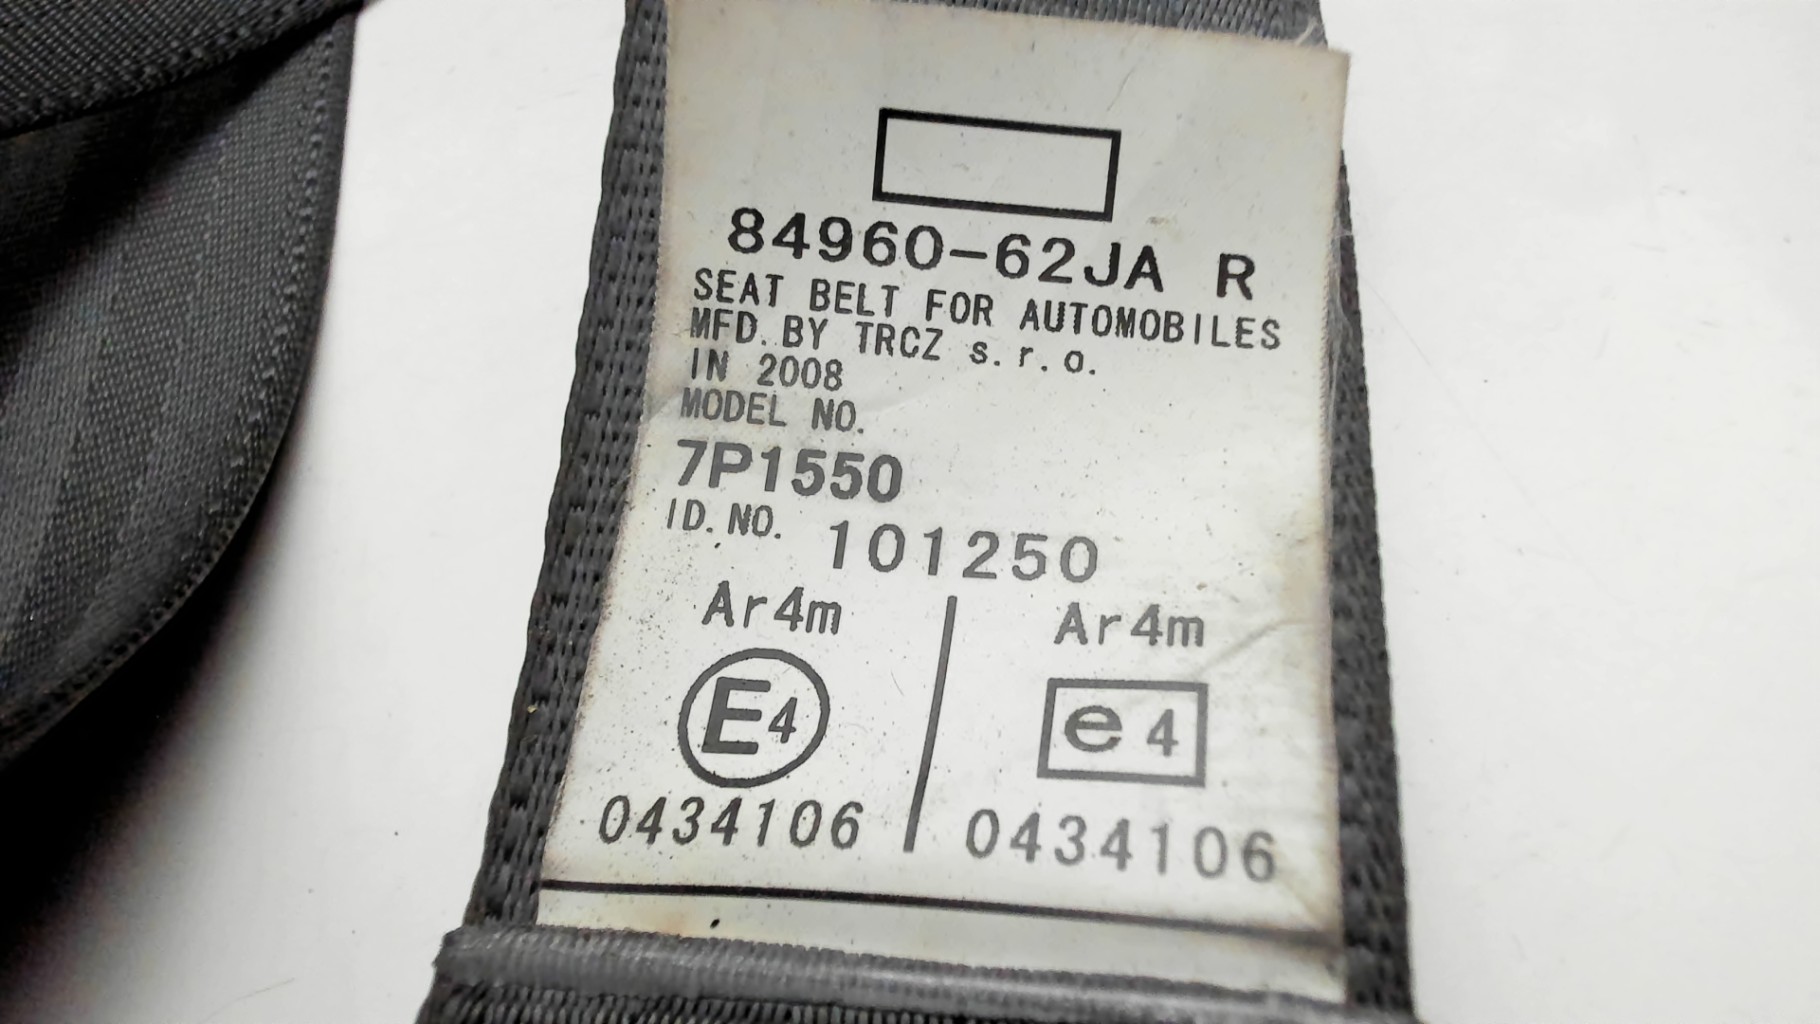 84960-62JA R
SEAT BELT FOR AUTOMOBILES
MFD. BY TRCZ s.r.o.
IN 2008
MODEL NO.
7P1550
ID. NO. 101250
Ar4m Ar4m
E4 e4
0434106 0434106